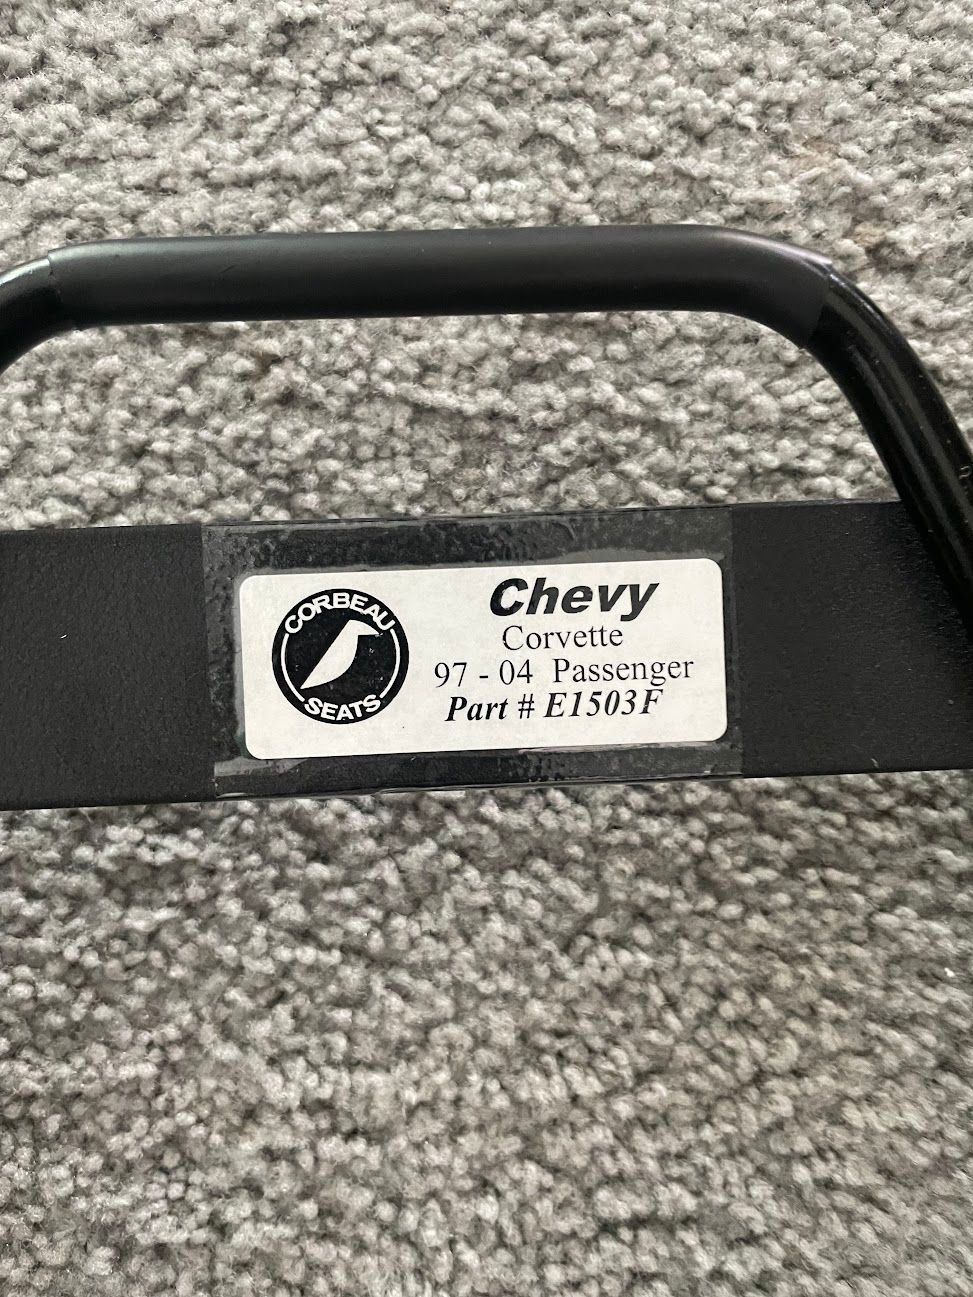 CORBEAU
SEATS
Chevy
Corvette
97 - 04 Passenger
Part # E1503F